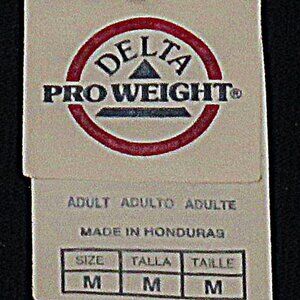 DELTA
PRO WEIGHT®
ADULT ADULTO ADULTE
MADE IN HONDURAS
SIZE TALLA TAILLE
M M M